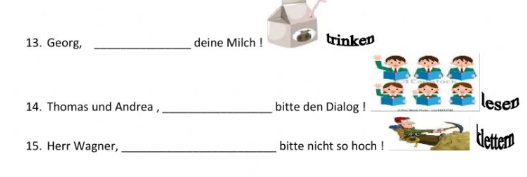 13. Georg, _______________ deine Milch ! trinken
14. Thomas und Andrea , _________________ bitte den Dialog ! lesen
15. Herr Wagner, ________________________ bitte nicht so hoch ! klettern